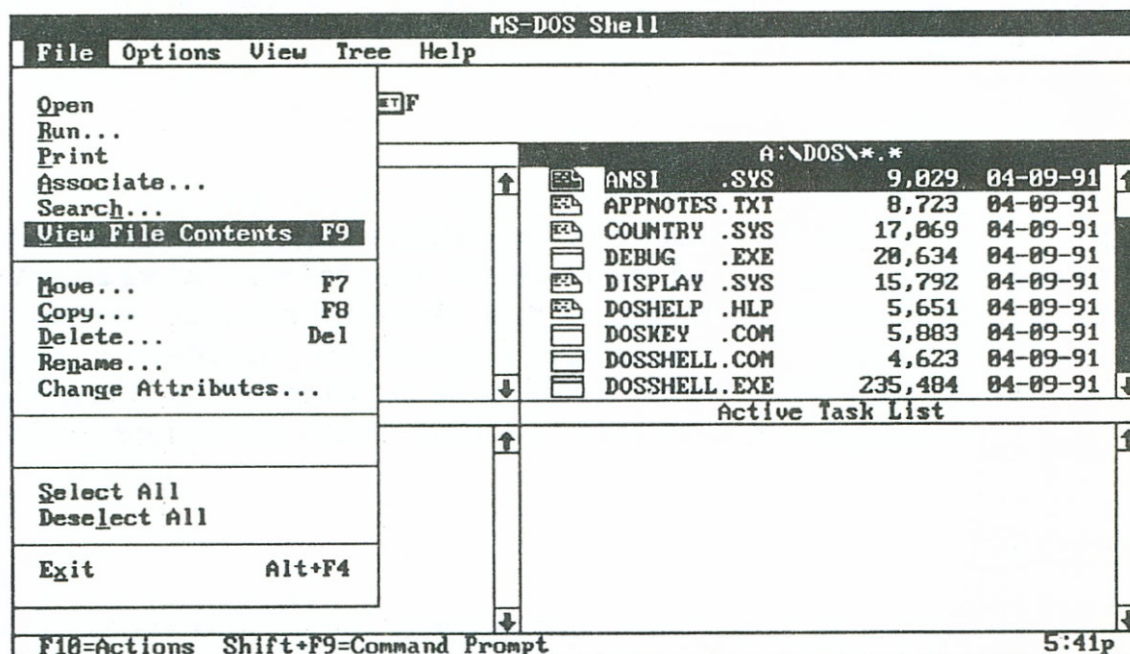 MS-DOS Shell
File Options View Tree Help
Open
Run...
Print
Associate...
Search...
View File Contents F9
Move... F7
Copy... F8
Delete... Del
Rename...
Change Attributes...
Select All
Deselect All
Exit Alt+F4
F
A:\DOS\*.*
ANSI .SYS 9,029 04-09-91
APPNOTES.TXT 8,723 04-09-91
COUNTRY .SYS 17,069 04-09-91
DEBUG .EXE 20,634 04-09-91
DISPLAY .SYS 15,792 04-09-91
DOSHELP .HLP 5,651 04-09-91
DOSKEY .COM 5,883 04-09-91
DOSSHELL.COM 4,623 04-09-91
DOSSHELL.EXE 235,484 04-09-91
Active Task List
F10=Actions Shift+F9=Command Prompt 5:41p